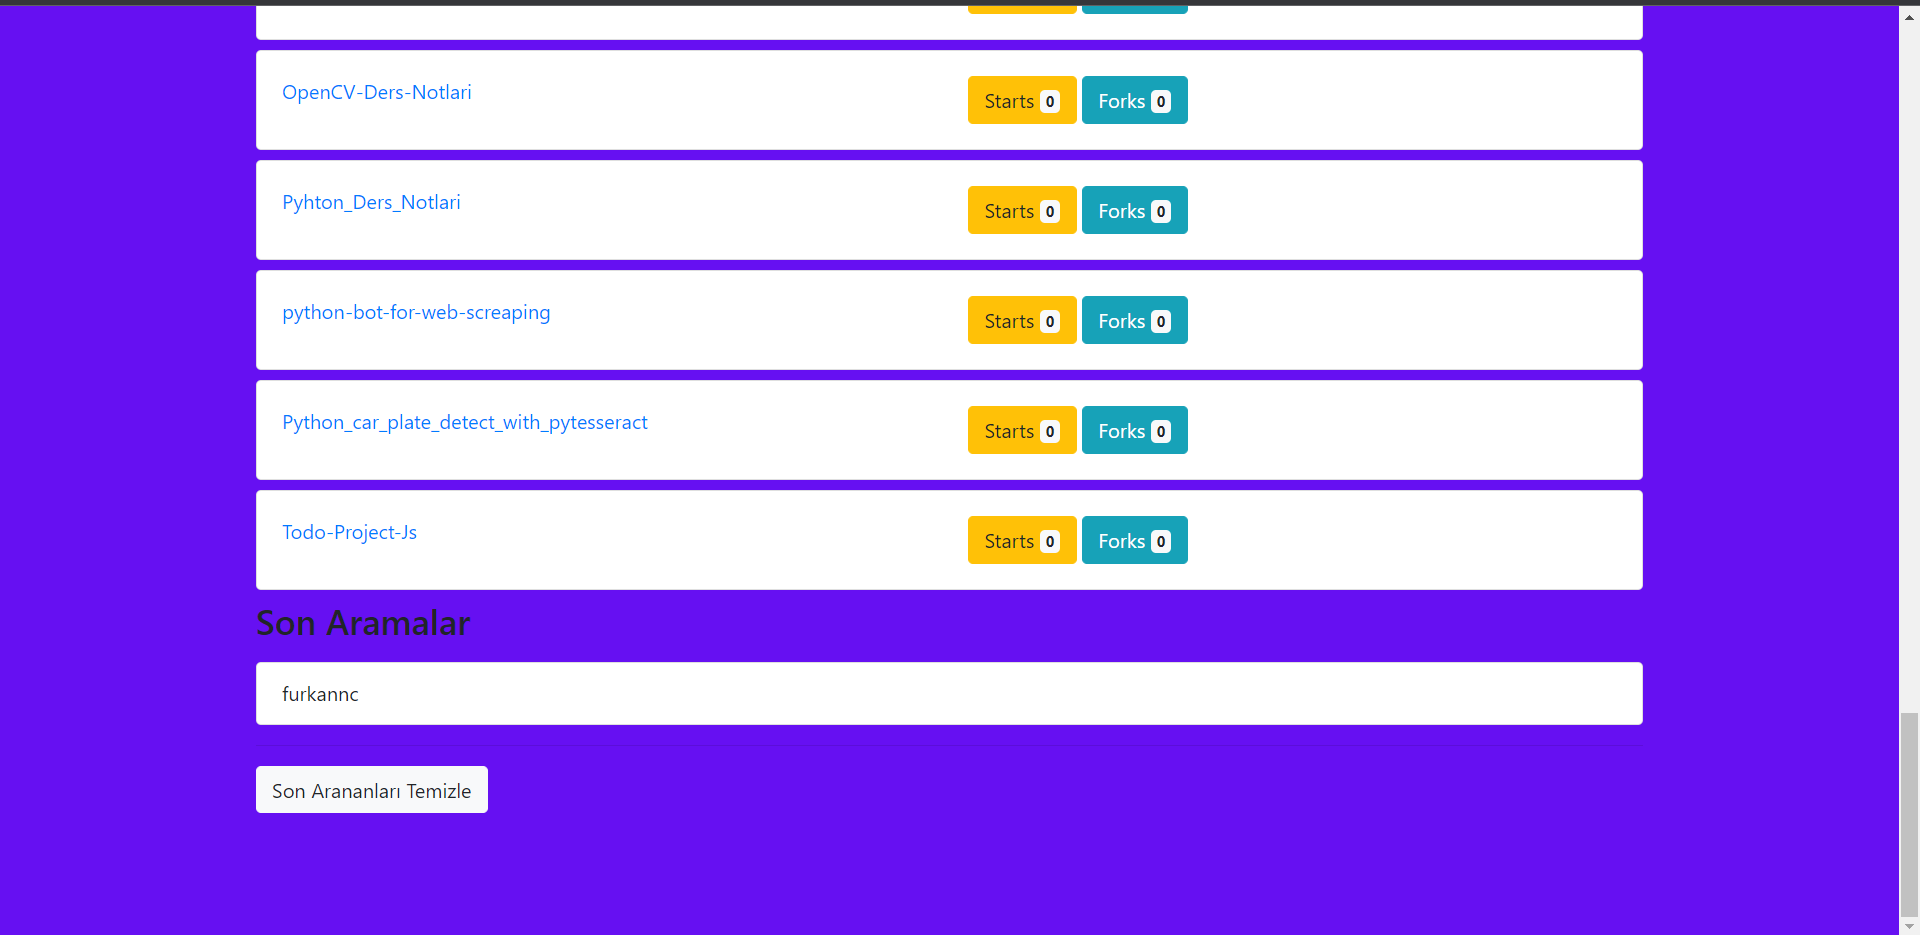 OpenCV-Ders-Notlari Starts 0 Forks 0
Pyhton_Ders_Notlari Starts 0 Forks 0
python-bot-for-web-screaping Starts 0 Forks 0
Python_car_plate_detect_with_pytesseract Starts 0 Forks 0
Todo-Project-Js Starts 0 Forks 0
Son Aramalar
furkannc
Son Arananları Temizle